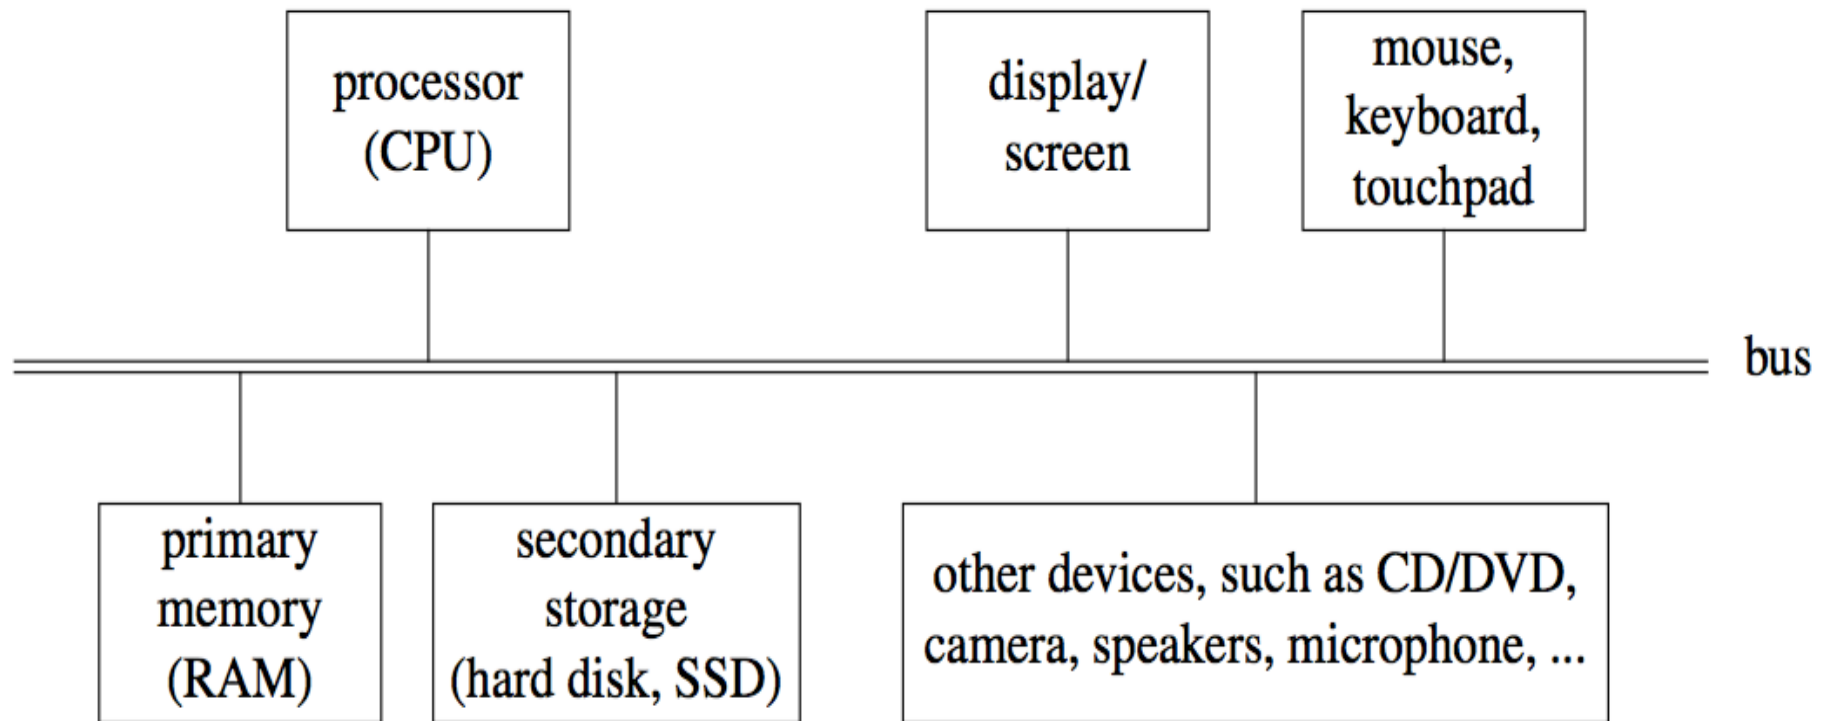 processor
(CPU)
display/
screen
mouse,
keyboard,
touchpad
bus
primary
memory
(RAM)
secondary
storage
(hard disk, SSD)
other devices, such as CD/DVD,
camera, speakers, microphone, ...